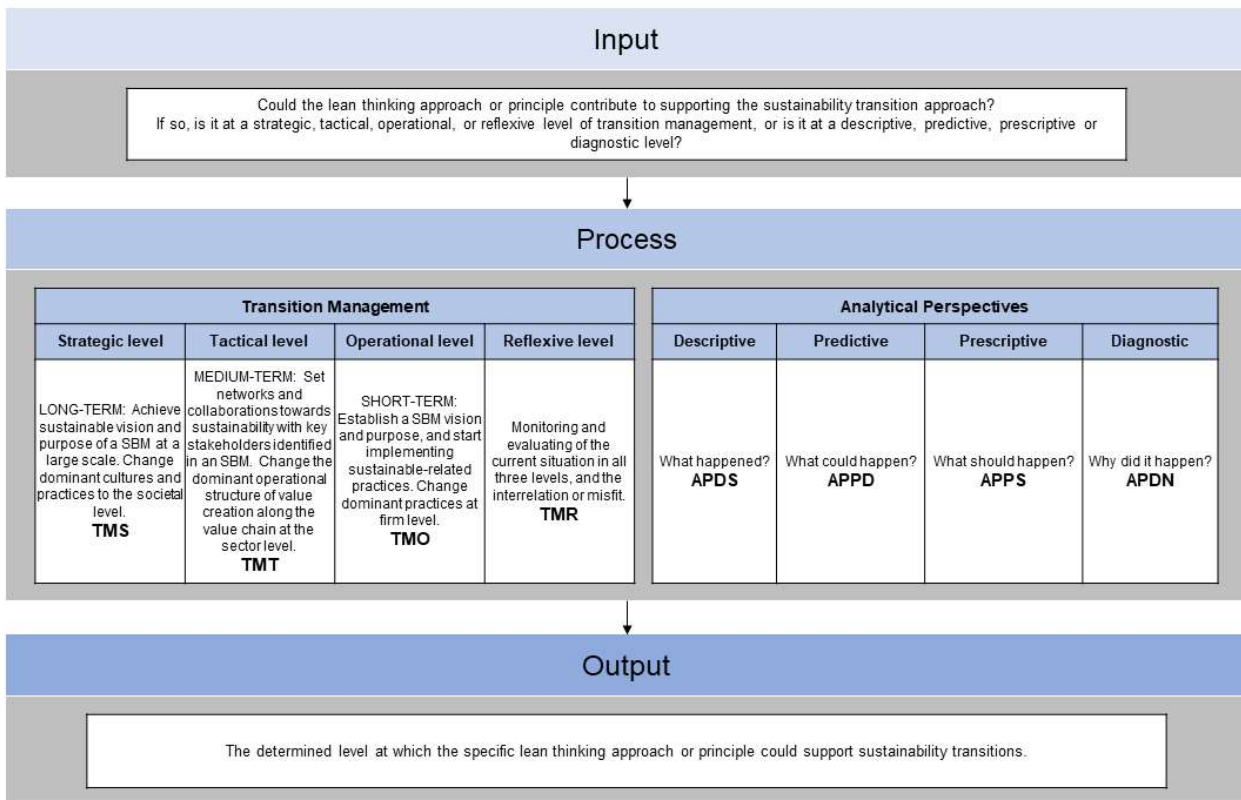 Input
Could the lean thinking approach or principle contribute to supporting the sustainability transition approach?
If so, is it at a strategic, tactical, operational, or reflexive level of transition management, or is it at a descriptive, predictive, prescriptive or
diagnostic level?
Process
Transition Management
Strategic level
Tactical level
Operational level
Reflexive level
LONG-TERM: Achieve
sustainable vision and
purpose of a SBM at a
large scale. Change
dominant cultures and
practices to the societal
level.
TMS
MEDIUM-TERM: Set
networks and
collaborations towards
sustainability with key
stakeholders identified
in an SBM. Change the
dominant operational
structure of value
creation along the
value chain at the
sector level.
TMT
SHORT-TERM:
Establish a SBM vision
and purpose, and start
implementing
sustainable-related
practices. Change
dominant practices at
firm level.
TMO
Monitoring and
evaluating of the
current situation in all
three levels, and the
interrelation or misfit.
TMR
Analytical Perspectives
Descriptive
Predictive
Prescriptive
Diagnostic
What happened?
APDS
What could happen?
APPD
What should happen?
APPS
Why did it happen?
APDN
Output
The determined level at which the specific lean thinking approach or principle could support sustainability transitions.